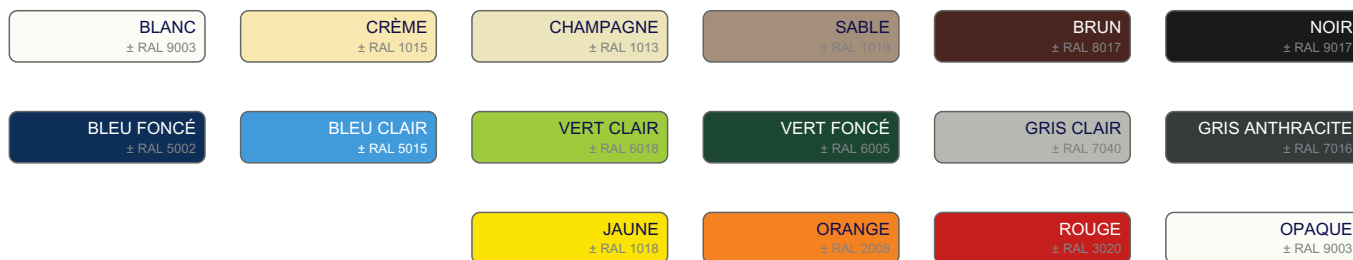 BLANC
± RAL 9003
CRÈME
± RAL 1015
CHAMPAGNE
± RAL 1013
SABLE
± RAL 1019
BRUN
± RAL 8017
NOIR
± RAL 9017
BLEU FONCÉ
± RAL 5002
BLEU CLAIR
± RAL 5015
VERT CLAIR
± RAL 6018
VERT FONCÉ
± RAL 6005
GRIS CLAIR
± RAL 7040
GRIS ANTHRACITE
± RAL 7016
JAUNE
± RAL 1018
ORANGE
± RAL 2008
ROUGE
± RAL 3020
OPAQUE
± RAL 9003